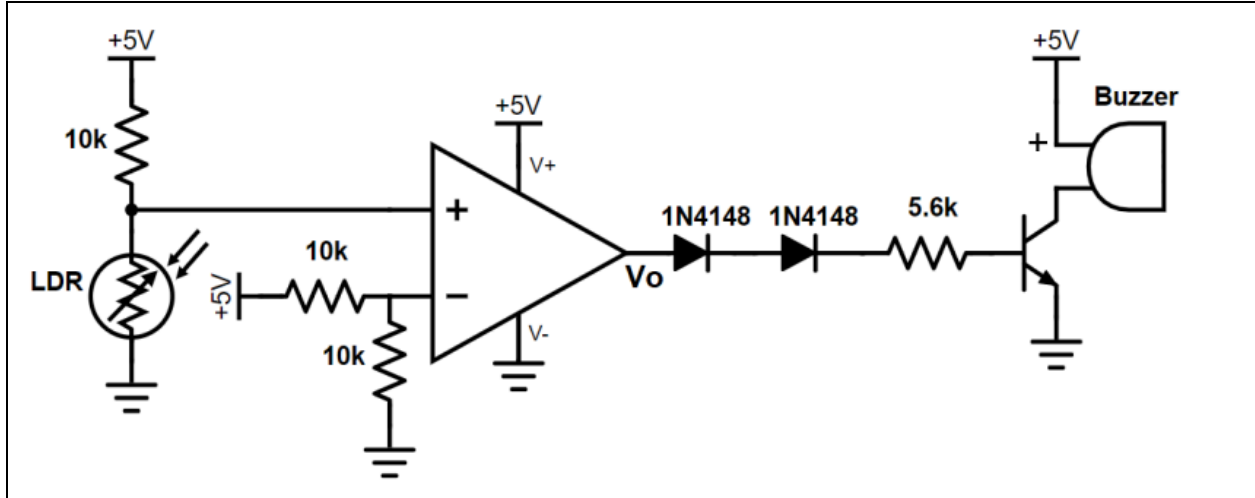 +5V
10k
LDR
+5V
10k
10k
+
−
+5V
V+
V-
Vo
1N4148
1N4148
5.6k
+5V
+
Buzzer